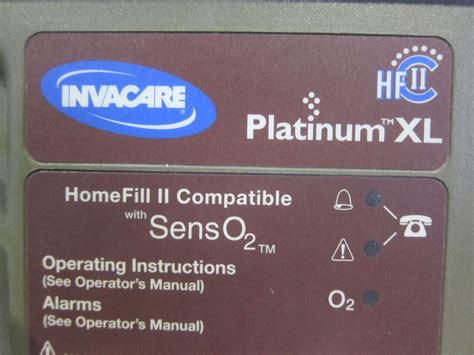 INVACARE
HF II C
Platinum™ XL
HomeFill II Compatible
with SensO₂™
Operating Instructions
(See Operator's Manual)
Alarms
(See Operator's Manual)
O₂